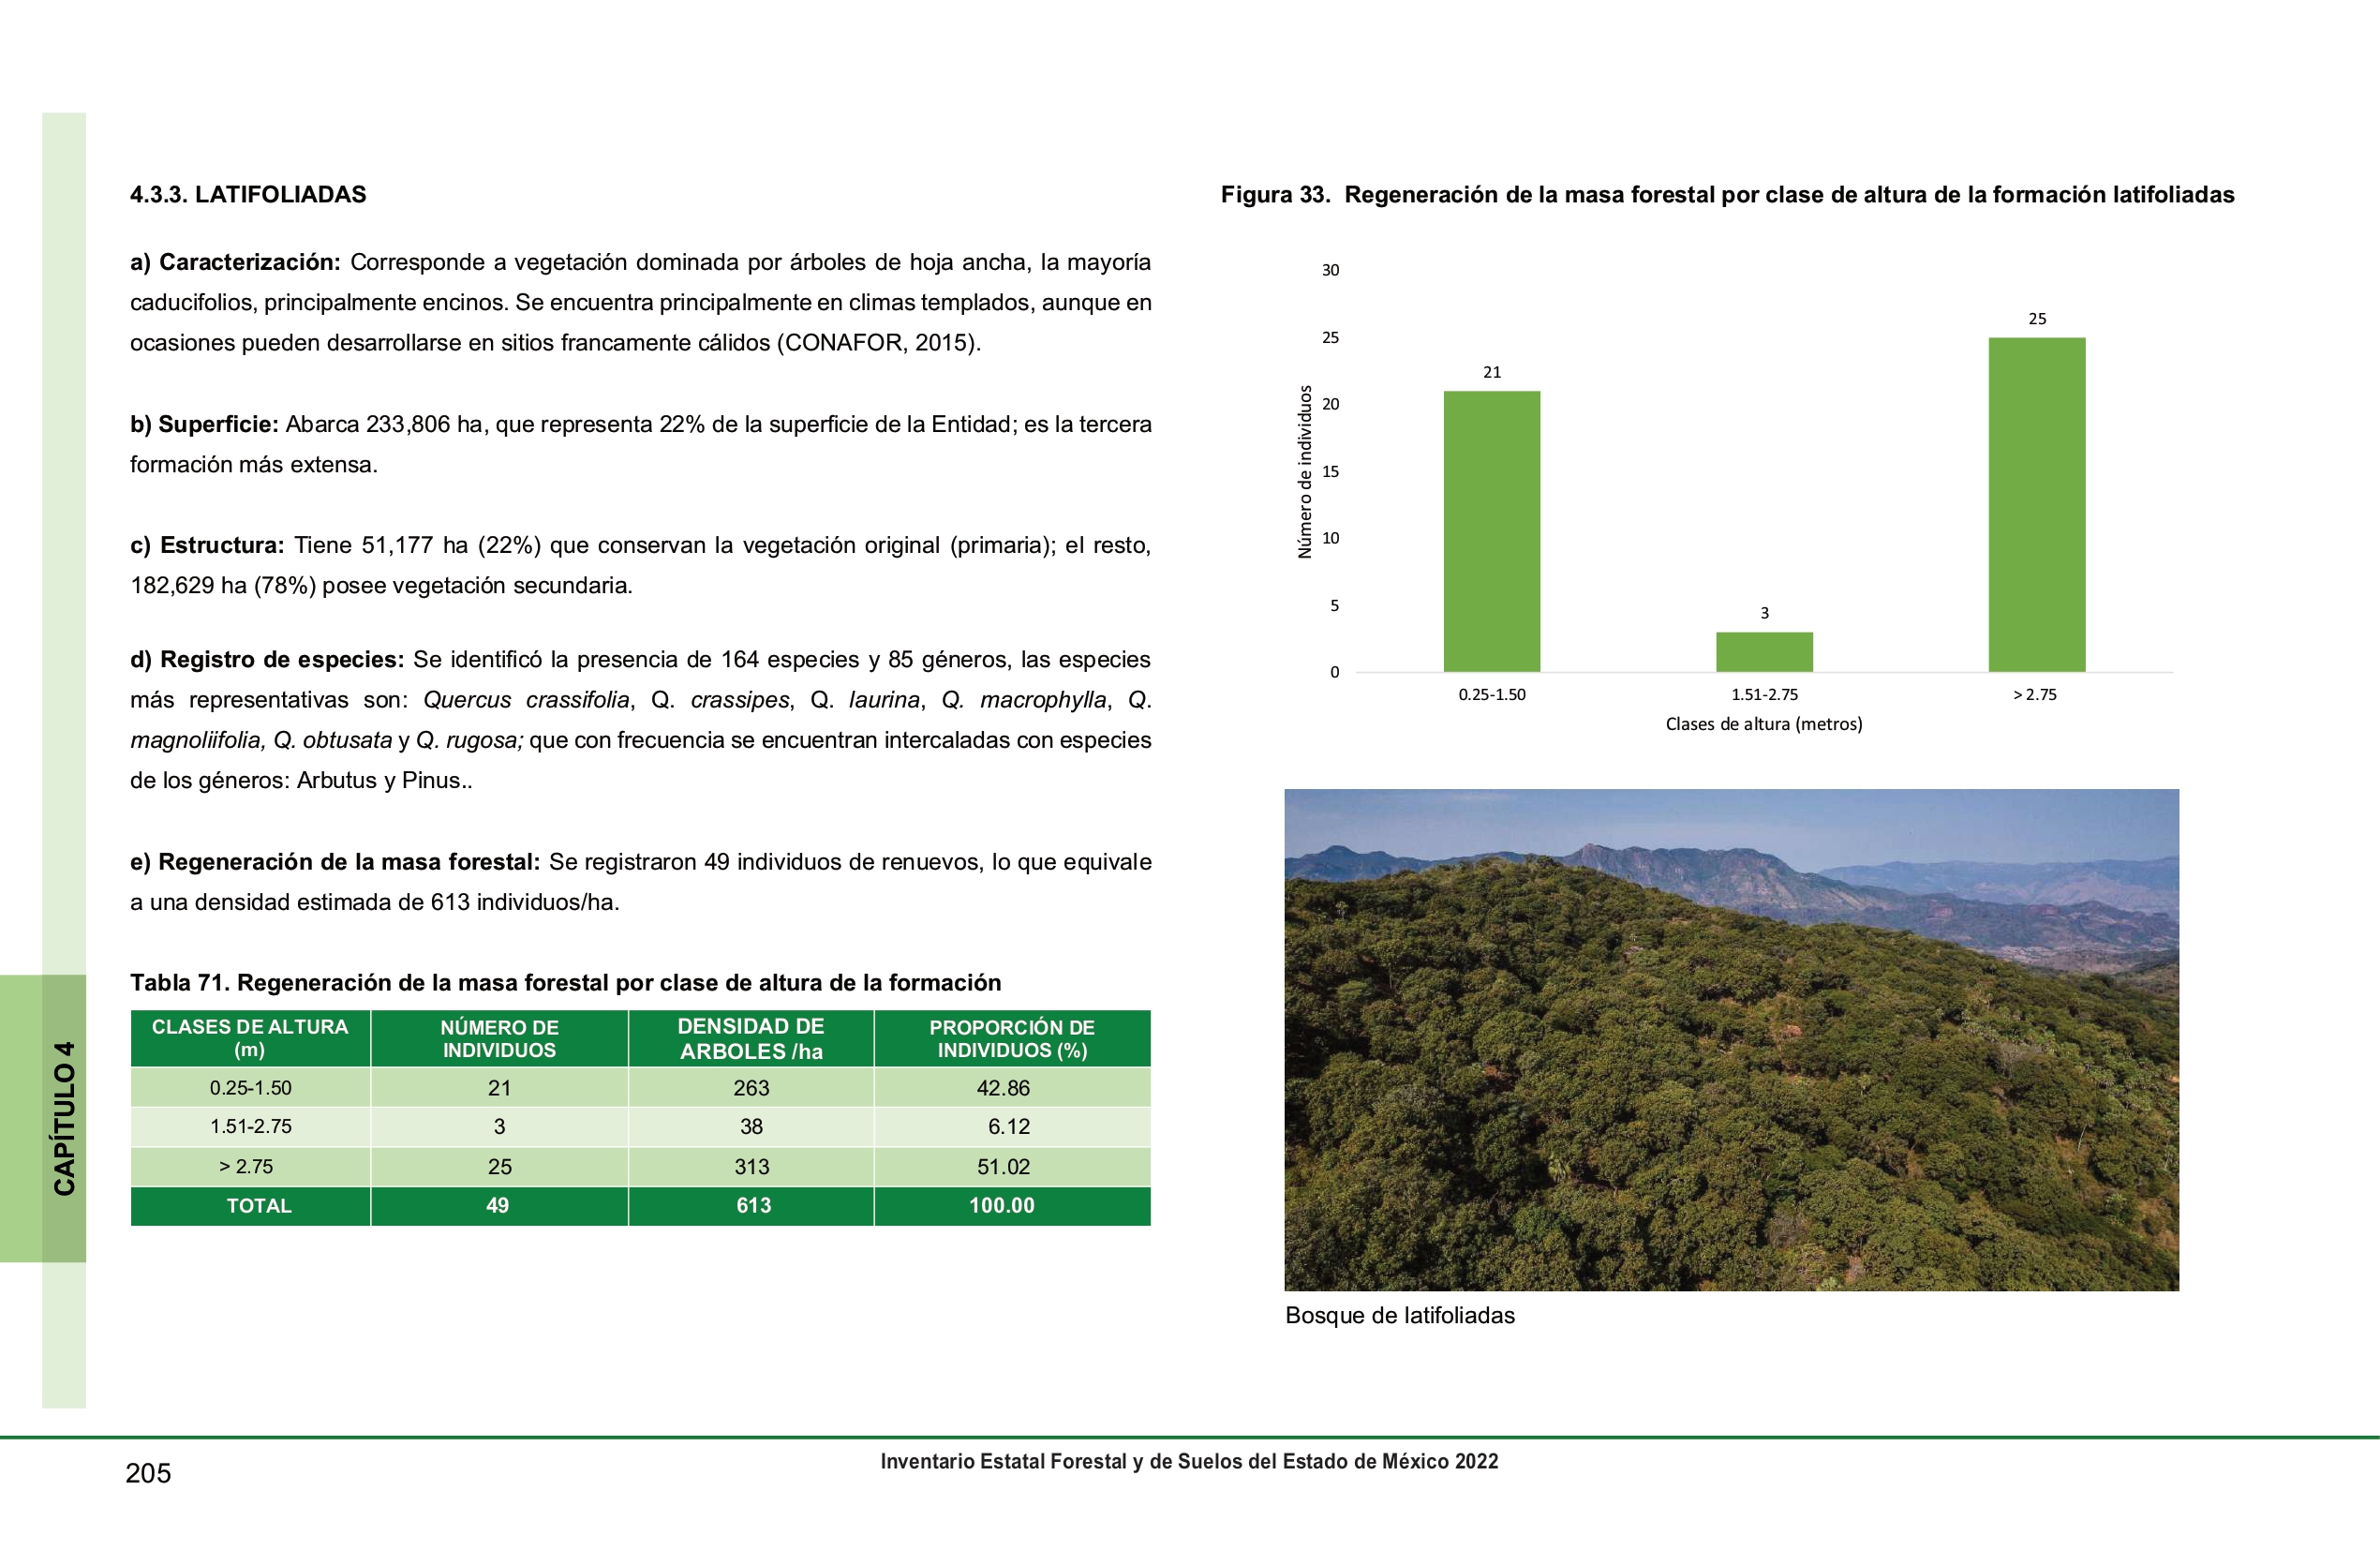 4.3.3. LATIFOLIADAS
a) Caracterización: Corresponde a vegetación dominada por árboles de hoja ancha, la mayoría
caducifolios, principalmente encinos. Se encuentra principalmente en climas templados, aunque en
ocasiones pueden desarrollarse en sitios francamente cálidos (CONAFOR, 2015).
b) Superficie: Abarca 233,806 ha, que representa 22% de la superficie de la Entidad; es la tercera
formación más extensa.
c) Estructura: Tiene 51,177 ha (22%) que conservan la vegetación original (primaria); el resto,
182,629 ha (78%) posee vegetación secundaria.
d) Registro de especies: Se identificó la presencia de 164 especies y 85 géneros, las especies
más representativas son: Quercus crassifolia, Q. crassipes, Q. laurina, Q. macrophylla, Q.
magnoliifolia, Q. obtusata y Q. rugosa; que con frecuencia se encuentran intercaladas con especies
de los géneros: Arbutus y Pinus..
e) Regeneración de la masa forestal: Se registraron 49 individuos de renuevos, lo que equivale
a una densidad estimada de 613 individuos/ha.
Tabla 71. Regeneración de la masa forestal por clase de altura de la formación
CLASES DE ALTURA (m) NÚMERO DE INDIVIDUOS DENSIDAD DE ARBOLES /ha PROPORCIÓN DE INDIVIDUOS (%)
0.25-1.50 21 263 42.86
1.51-2.75 3 38 6.12
> 2.75 25 313 51.02
TOTAL 49 613 100.00
Figura 33. Regeneración de la masa forestal por clase de altura de la formación latifoliadas
Número de individuos
30
25
20
15
10
5
0
21
3
25
0.25-1.50 1.51-2.75 > 2.75
Clases de altura (metros)
Bosque de latifoliadas
CAPÍTULO 4
205
Inventario Estatal Forestal y de Suelos del Estado de México 2022